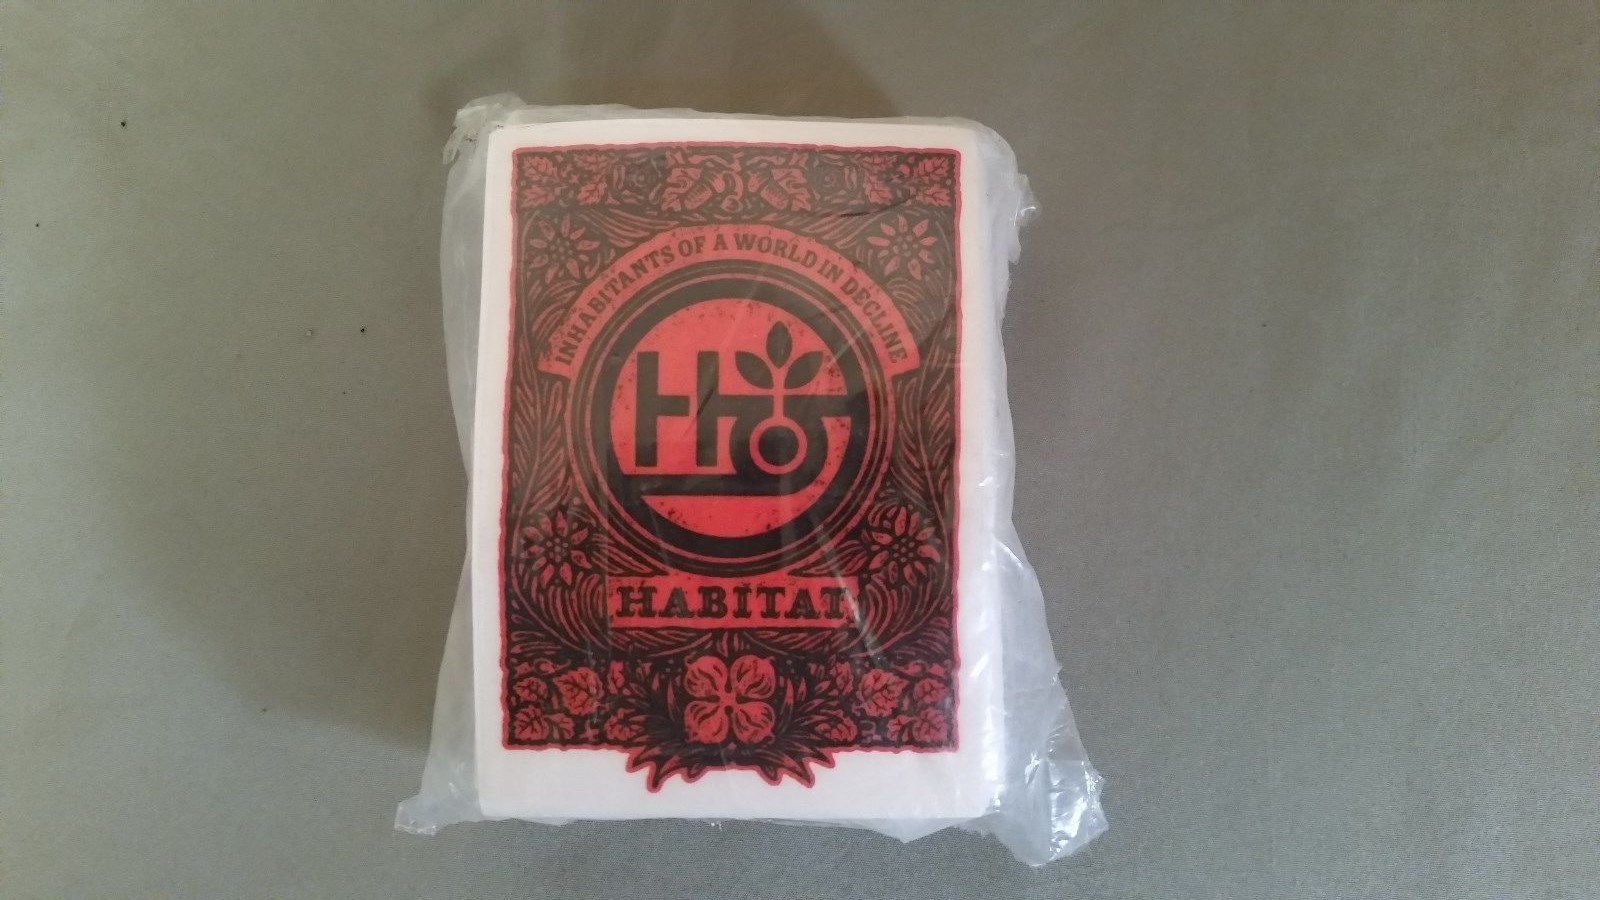 INHABITANTS OF A WORLD IN DECLINE
H
HABITAT